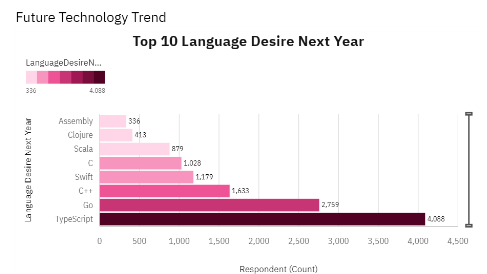 Future Technology Trend
Top 10 Language Desire Next Year
LanguageDesireN...
336 4.088
Language Desire Next Year
Assembly 336
Clojure 413
Scala 879
C 1,028
Swift 1,179
C++ 1,633
Go 2,759
TypeScript 4,088
0 500 1,000 1,500 2,000 2,500 3,000 3,500 4,000 4,500
Respondent (Count)